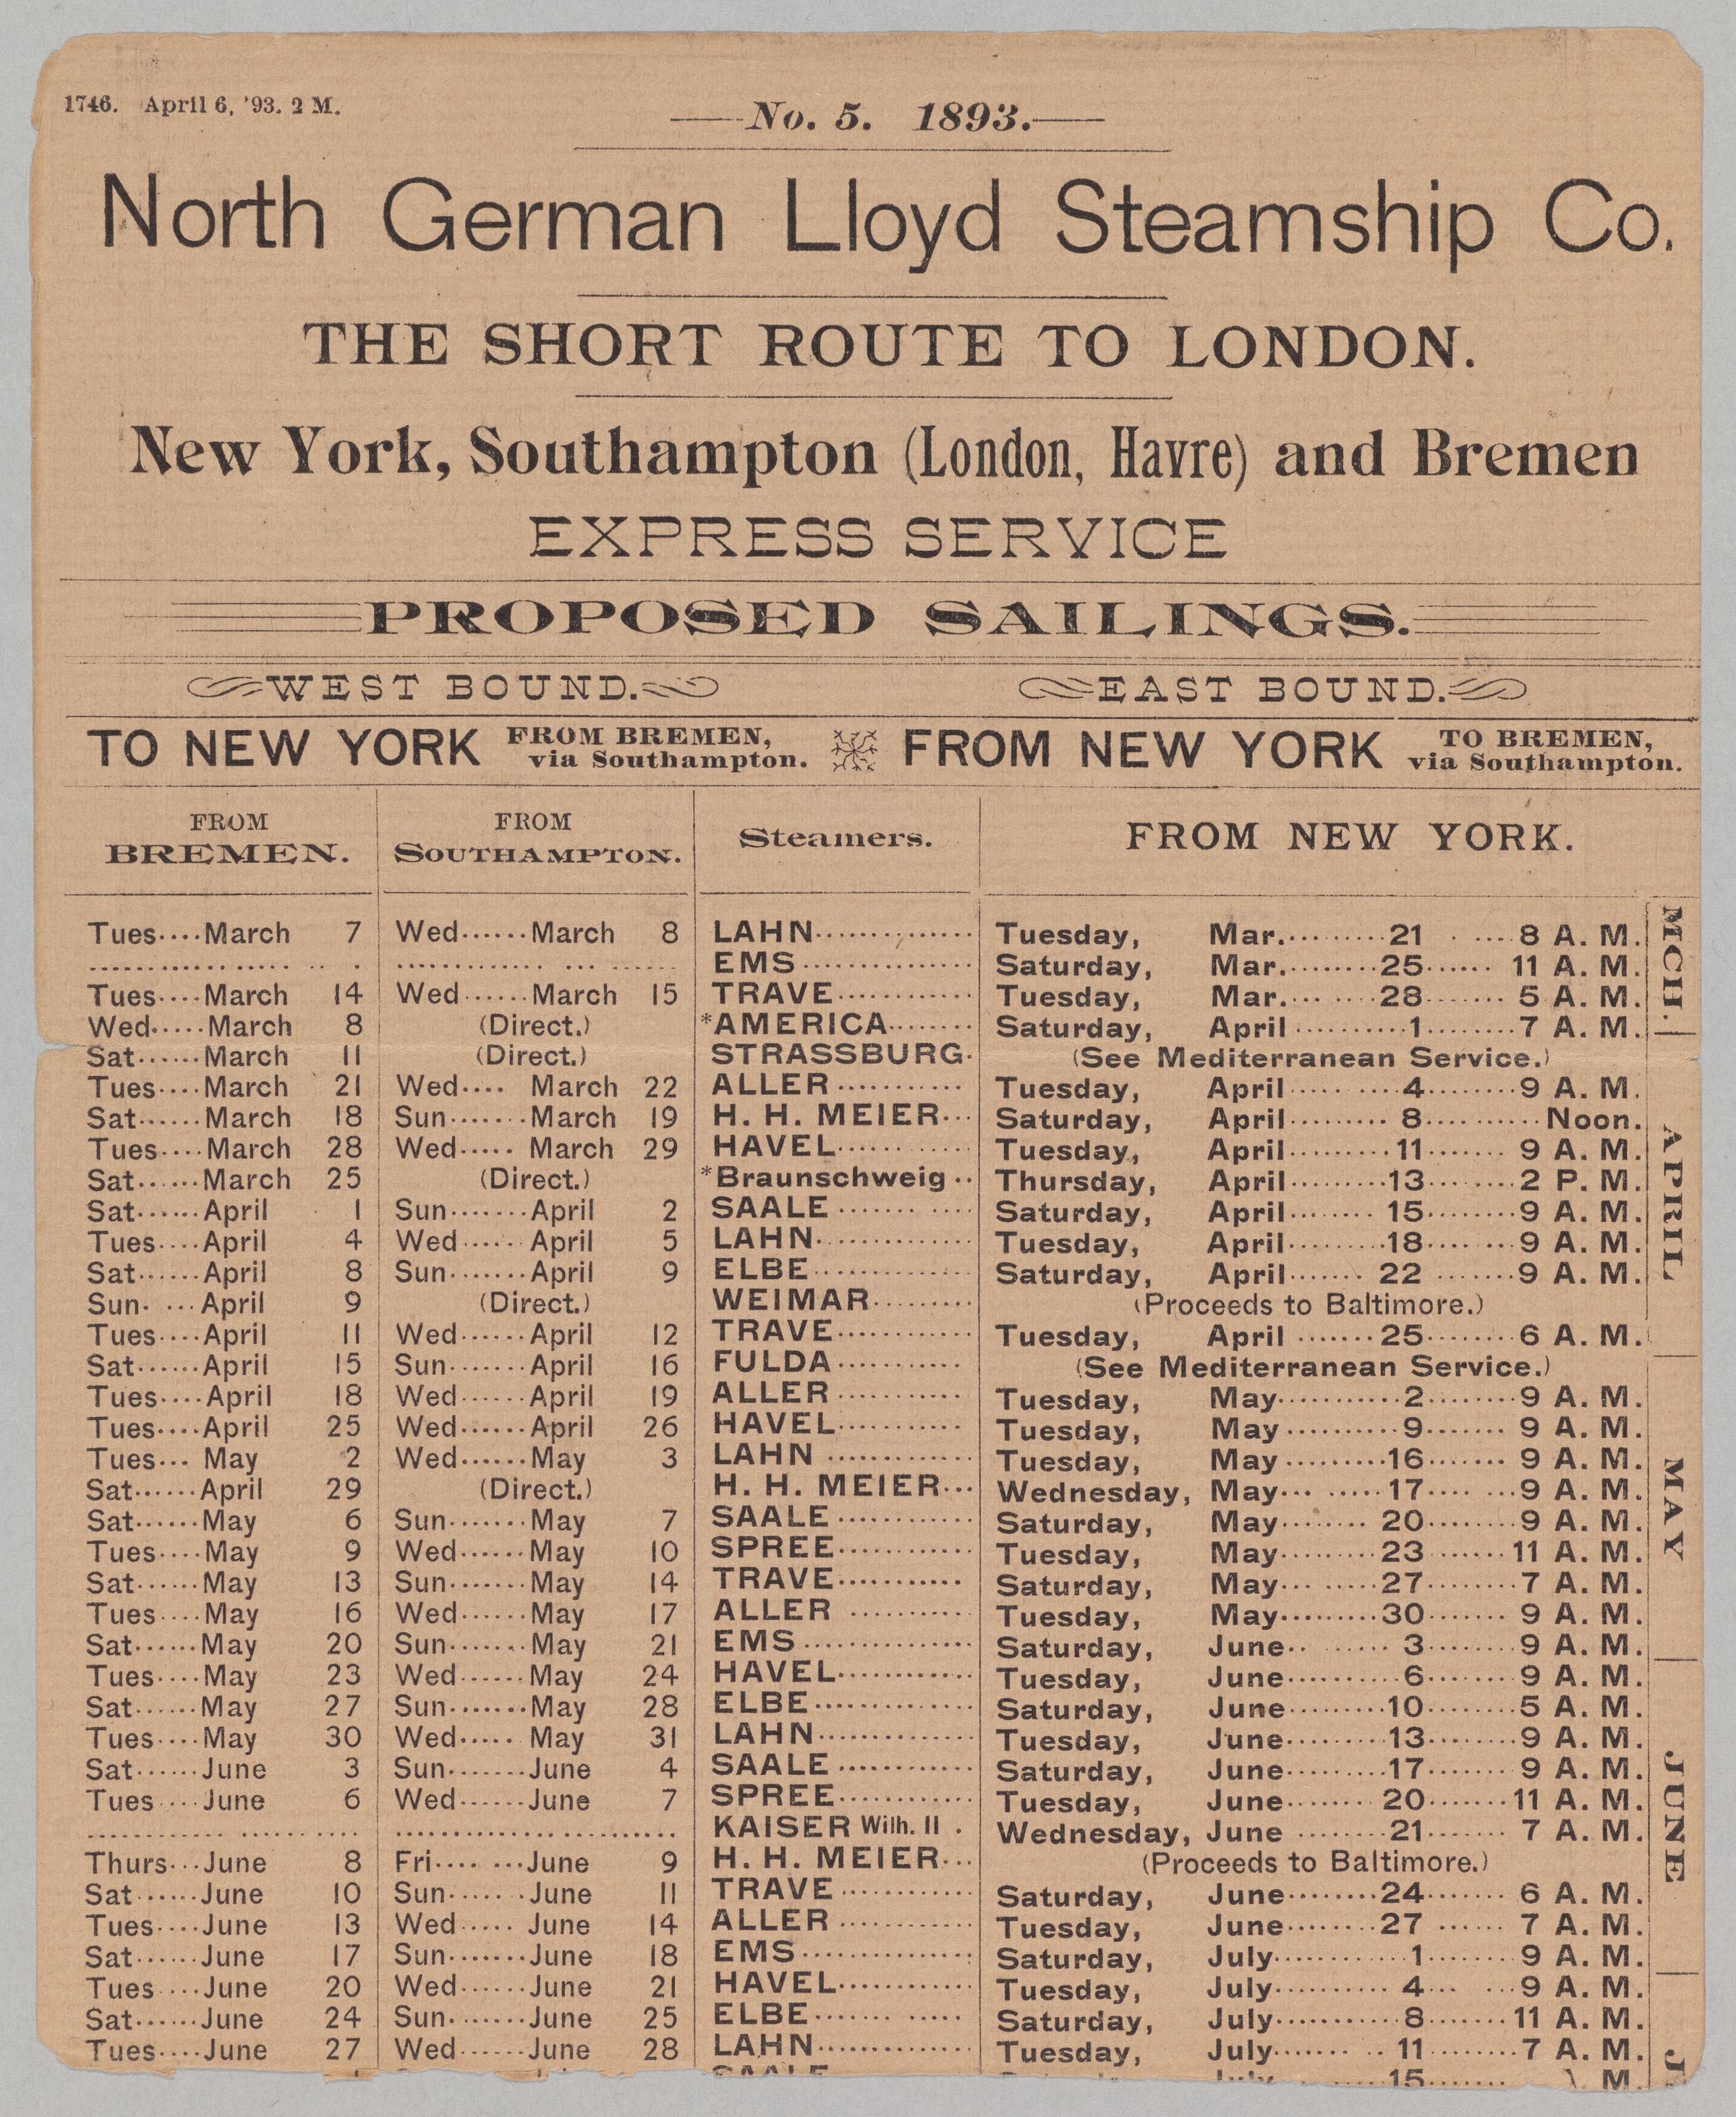 1746. April 6, '93. 2 M.
No. 5. 1893.
North German Lloyd Steamship Co.
THE SHORT ROUTE TO LONDON.
New York, Southampton (London, Havre) and Bremen
EXPRESS SERVICE
PROPOSED SAILINGS.
WEST BOUND. EAST BOUND.
TO NEW YORK FROM BREMEN, via Southampton. FROM NEW YORK TO BREMEN, via Southampton.
FROM BREMEN. FROM SOUTHAMPTON. Steamers. FROM NEW YORK.
Tues....March 7 Wed......March 8 LAHN Tuesday, Mar. 21 8 A. M.
EMS Saturday, Mar. 25 11 A. M.
Tues....March 14 Wed......March 15 TRAVE Tuesday, Mar. 28 5 A. M.
Wed.....March 8 (Direct.) *AMERICA Saturday, April 1 7 A. M.
MCH.
Sat......March 11 (Direct.) STRASSBURG (See Mediterranean Service.)
Tues....March 21 Wed.... March 22 ALLER Tuesday, April 4 9 A. M.
Sat......March 18 Sun.......March 19 H. H. MEIER Saturday, April 8 Noon.
Tues....March 28 Wed..... March 29 HAVEL Tuesday, April 11 9 A. M.
Sat......March 25 (Direct.) *Braunschweig Thursday, April 13 2 P. M.
Sat......April 1 Sun.......April 2 SAALE Saturday, April 15 9 A. M.
Tues....April 4 Wed......April 5 LAHN Tuesday, April 18 9 A. M.
Sat......April 8 Sun.......April 9 ELBE Saturday, April 22 9 A. M.
Sun. ...April 9 (Direct.) WEIMAR (Proceeds to Baltimore.)
Tues....April 11 Wed......April 12 TRAVE Tuesday, April 25 6 A. M.
APRIL
Sat......April 15 Sun.......April 16 FULDA (See Mediterranean Service.)
Tues....April 18 Wed......April 19 ALLER Tuesday, May 2 9 A. M.
Tues....April 25 Wed......April 26 HAVEL Tuesday, May 9 9 A. M.
Tues... May 2 Wed......May 3 LAHN Tuesday, May 16 9 A. M.
Sat......April 29 (Direct.) H. H. MEIER Wednesday, May 17 9 A. M.
Sat......May 6 Sun.......May 7 SAALE Saturday, May 20 9 A. M.
Tues....May 9 Wed......May 10 SPREE Tuesday, May 23 11 A. M.
Sat......May 13 Sun.......May 14 TRAVE Saturday, May 27 7 A. M.
Tues....May 16 Wed......May 17 ALLER Tuesday, May 30 9 A. M.
MAY
Sat......May 20 Sun.......May 21 EMS Saturday, June 3 9 A. M.
Tues....May 23 Wed......May 24 HAVEL Tuesday, June 6 9 A. M.
Sat......May 27 Sun.......May 28 ELBE Saturday, June 10 5 A. M.
Tues....May 30 Wed...... May 31 LAHN Tuesday, June 13 9 A. M.
Sat......June 3 Sun.......June 4 SAALE Saturday, June 17 9 A. M.
Tues....June 6 Wed......June 7 SPREE Tuesday, June 20 11 A. M.
KAISER Wilh. II . Wednesday, June 21 7 A. M.
Thurs...June 8 Fri.... ...June 9 H. H. MEIER (Proceeds to Baltimore.)
Sat......June 10 Sun.......June 11 TRAVE Saturday, June 24 6 A. M.
Tues....June 13 Wed..... June 14 ALLER Tuesday, June 27 7 A. M.
JUNE
Sat......June 17 Sun.......June 18 EMS Saturday, July 1 9 A. M.
Tues....June 20 Wed......June 21 HAVEL Tuesday, July 4 9 A. M.
Sat......June 24 Sun.......June 25 ELBE Saturday, July 8 11 A. M.
Tues....June 27 Wed......June 28 LAHN Tuesday, July 11 7 A. M.
SAALE July 15 M.